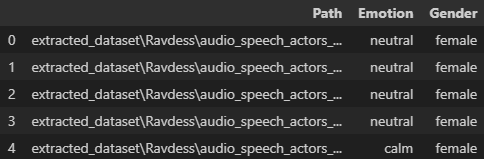 Path Emotion Gender
0 extracted_dataset\Ravdess\audio_speech_actors_... neutral female
1 extracted_dataset\Ravdess\audio_speech_actors_... neutral female
2 extracted_dataset\Ravdess\audio_speech_actors_... neutral female
3 extracted_dataset\Ravdess\audio_speech_actors_... neutral female
4 extracted_dataset\Ravdess\audio_speech_actors_... calm female